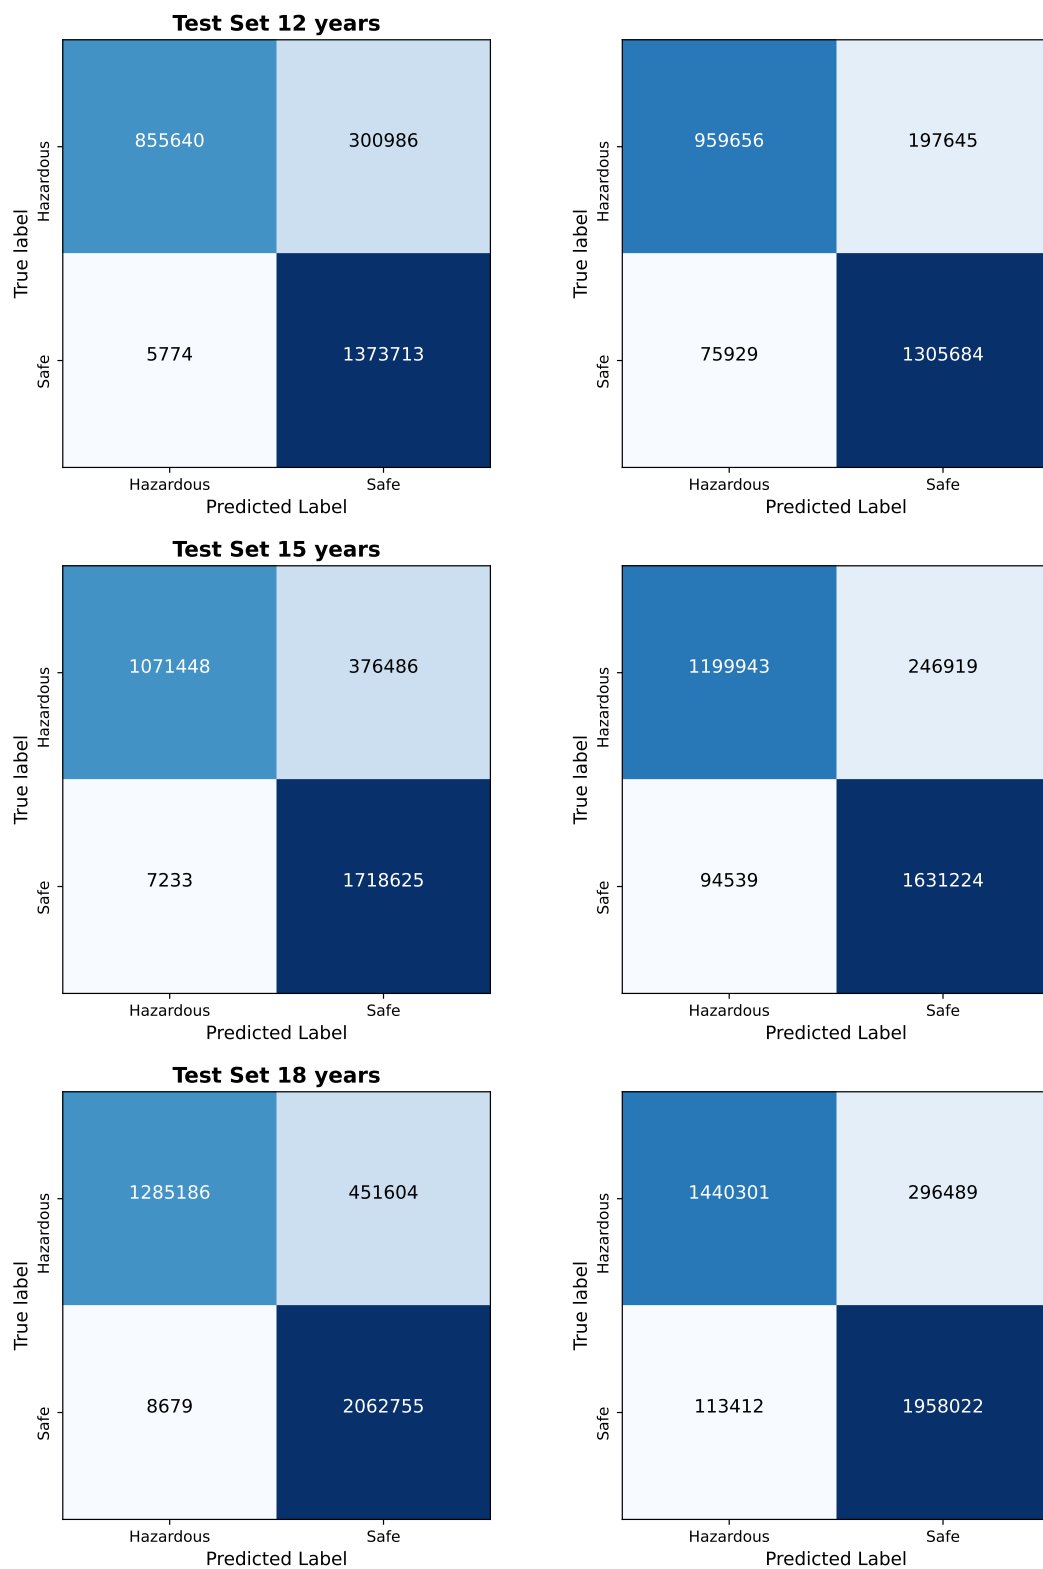 Test Set 12 years
True label
Hazardous
855640 300986
Safe
5774 1373713
Hazardous Safe
Predicted Label
True label
Hazardous
959656 197645
Safe
75929 1305684
Hazardous Safe
Predicted Label
Test Set 15 years
True label
Hazardous
1071448 376486
Safe
7233 1718625
Hazardous Safe
Predicted Label
True label
Hazardous
1199943 246919
Safe
94539 1631224
Hazardous Safe
Predicted Label
Test Set 18 years
True label
Hazardous
1285186 451604
Safe
8679 2062755
Hazardous Safe
Predicted Label
True label
Hazardous
1440301 296489
Safe
113412 1958022
Hazardous Safe
Predicted Label